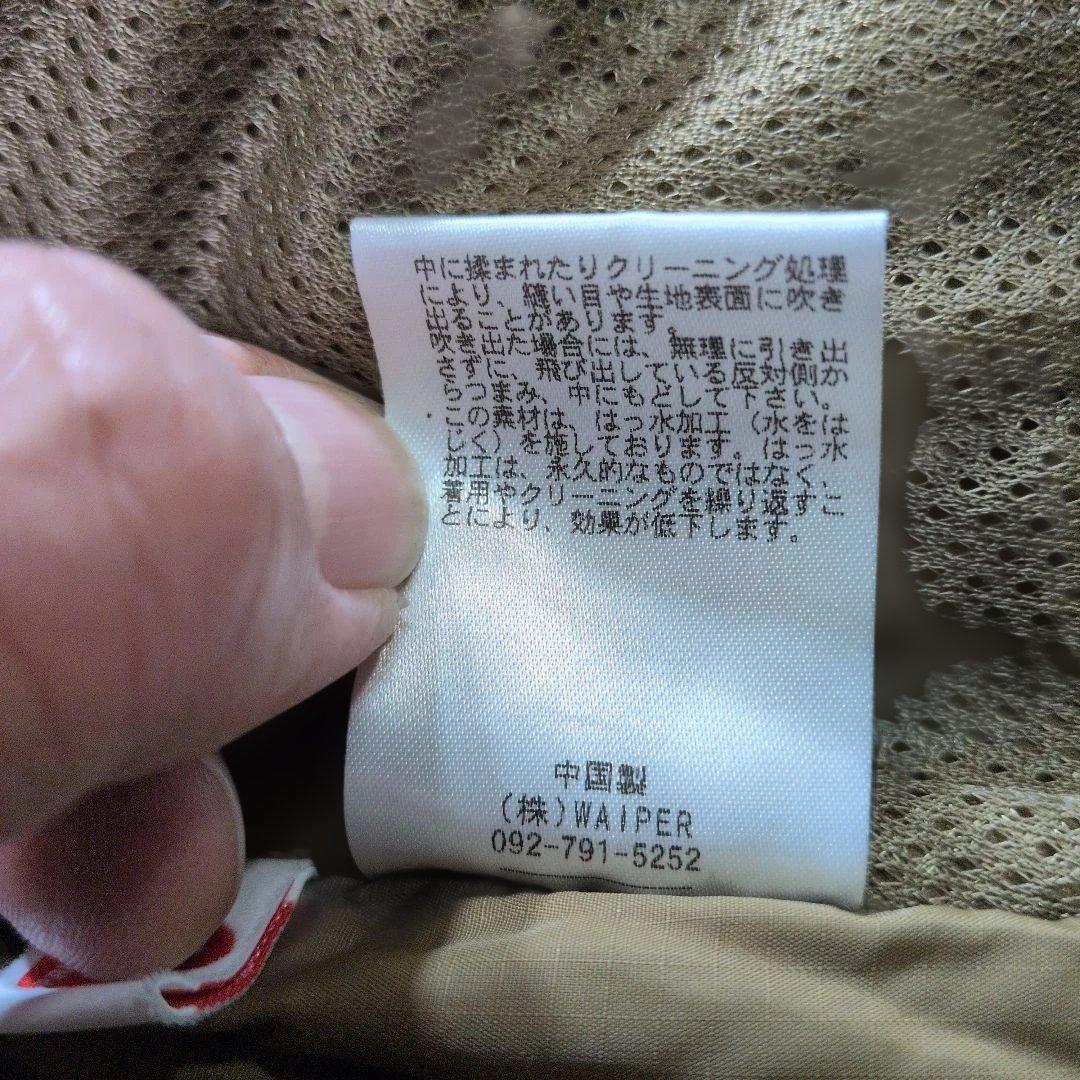 中に揉まれたりクリーニング処理
により、縫い目や生地表面に吹き
出ることがあります。
吹き出た場合には、無理に引き出
さずに、飛び出している反対側か
らつまみ、中にもどして下さい。
この素材は、はっ水加工（水をは
じく）を施しております。はっ水
加工は、永久的なものではなく、
着用やクリーニングを繰り返すこ
とにより、効果が低下します。
中国製
(株)WAIPER
092-791-5252